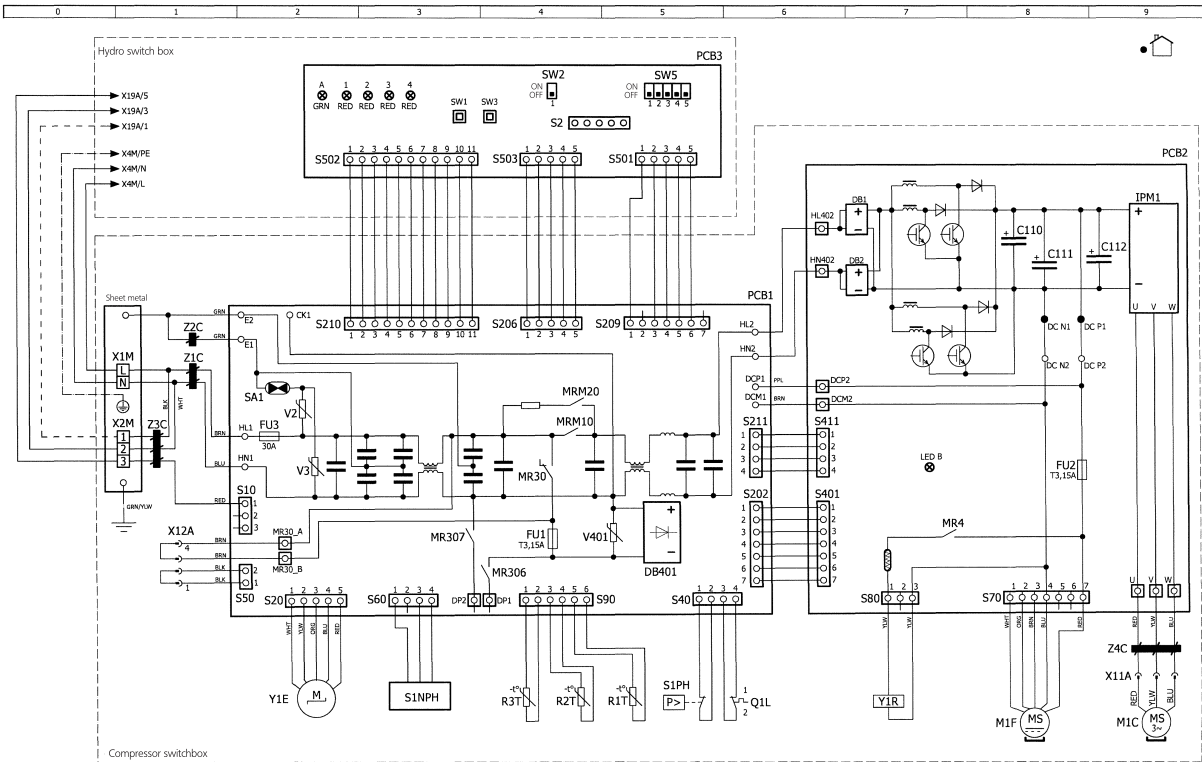 0 1 2 3 4 5 6 7 8 9
Hydro switch box
PCB3
A 1 2 3 4
GRN RED RED RED RED
SW1 SW3
SW2
ON
OFF
1
SW5
ON
OFF
1 2 3 4 5
S2
S502
1 2 3 4 5 6 7 8 9 10 11
S503
1 2 3 4 5
S501
1 2 3 4 5
X19A/5
X19A/3
X19A/1
X4M/PE
X4M/N
X4M/L
PCB2
HL402
DB1
+
-
HN402
DB2
+
-
C110
+
C111
+
C112
+
IPM1
+
-
U V W
DC N1
DC P1
DC N2
DC P2
Sheet metal
X1M
L
N
X2M
1
2
3
Z2C
Z1C
Z3C
BLK
WHT
GRN
GRN
BRN
BLU
RED
GRN/YLW
PCB1
E2
E1
CK1
S210
1 2 3 4 5 6 7 8 9 10 11
S206
1 2 3 4 5
S209
1 2 3 4 5 6 7
HL2
HN2
DCP1
PPL
DCP2
DCM1
BRN
DCM2
SA1
V2
HL1
FU3
30A
HN1
V3
MRM20
MRM10
MR30
S211
1
2
3
4
S411
1
2
3
4
S202
1
2
3
4
5
6
7
S401
1
2
3
4
5
6
7
LED B
FU2
T3,15A
MR4
S10
1
2
3
X12A
4
1
BRN
BRN
BLK
BLK
MR30_A
MR30_B
S50
2
1
MR307
MR306
FU1
T3,15A
V401
DB401
+
-
S20
1 2 3 4 5
S60
1 2 3 4
DP2
DP1
S90
1 2 3 4 5 6
S40
1 2 3 4
S80
1 2 3
S70
1 2 3 4 5 6 7
U V W
WHT
YLW
ORG
BLU
RED
YLW
YLW
WHT
ORG
BRN
BLU
RED
RED
YLW
BLU
Z4C
X11A
RED
YLW
BLU
Y1E
M
S1NPH
-t°
R3T
-t°
R2T
-t°
R1T
S1PH
P>
1
Q1L
2
Y1R
M1F
MS
M1C
MS
3~
Compressor switchbox